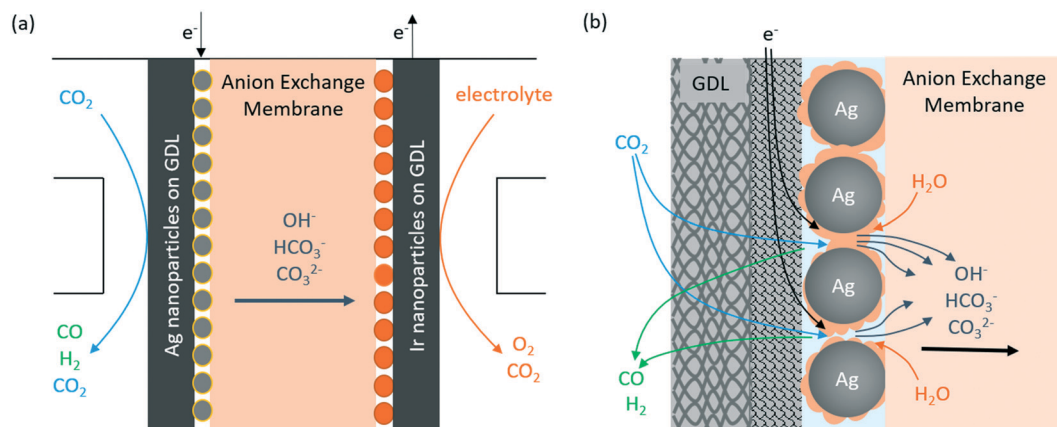 (a)
e⁻
e⁻
CO₂
Anion Exchange
Membrane
electrolyte
Ag nanoparticles on GDL
Ir nanoparticles on GDL
OH⁻
HCO₃⁻
CO₃²⁻
CO
H₂
CO₂
O₂
CO₂
(b)
e⁻
GDL
Anion Exchange
Membrane
Ag
CO₂
Ag
H₂O
Ag
OH⁻
HCO₃⁻
CO₃²⁻
CO
H₂
Ag
H₂O